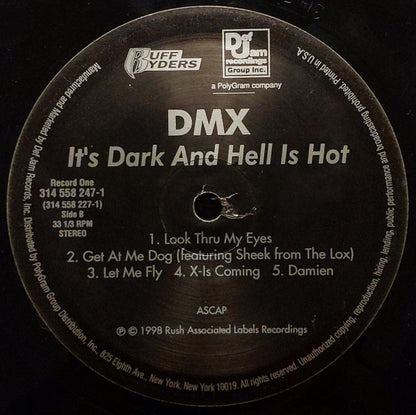 RUFF
RYDERS
Def Jam
recordings
Group Inc.
a PolyGram company
DMX
It's Dark And Hell Is Hot
Record One
314 558 247-1
(314 558 227-1)
Side B
33 1/3 RPM
STEREO
1. Look Thru My Eyes
2. Get At Me Dog (featuring Sheek from The Lox)
3. Let Me Fly 4. X-Is Coming 5. Damien
ASCAP
℗ © 1998 Rush Associated Labels Recordings
Manufactured and Marketed by Def Jam Records, Inc. Distributed by PolyGram Group Distribution, Inc. 825 Eighth Ave., New York, New York 10019. All rights reserved. Unauthorized copying, reproduction, hiring, lending, public performance and broadcasting prohibited. Printed in U.S.A.